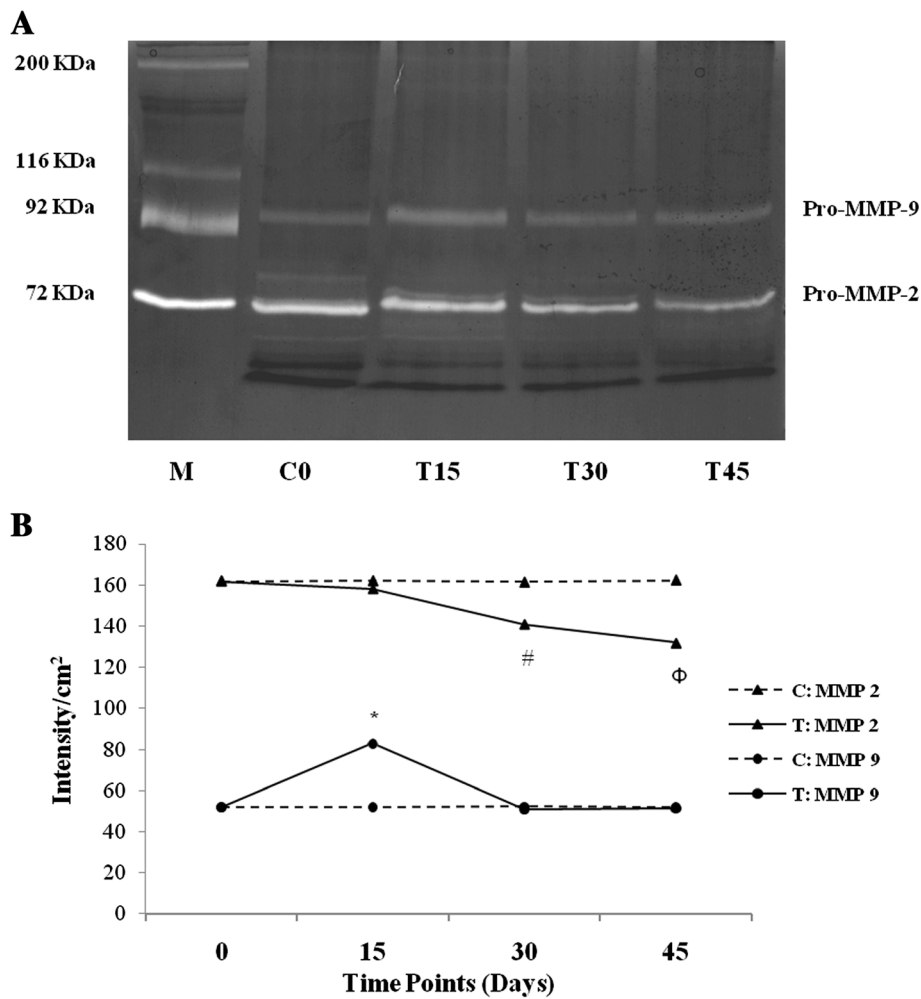 A
200 KDa
116 KDa
92 KDa
Pro-MMP-9
72 KDa
Pro-MMP-2
M C0 T15 T30 T45
B
Intensity/cm²
180
160
140
120
100
80
60
40
20
0
#
Φ
*
C: MMP 2
T: MMP 2
C: MMP 9
T: MMP 9
0 15 30 45
Time Points (Days)